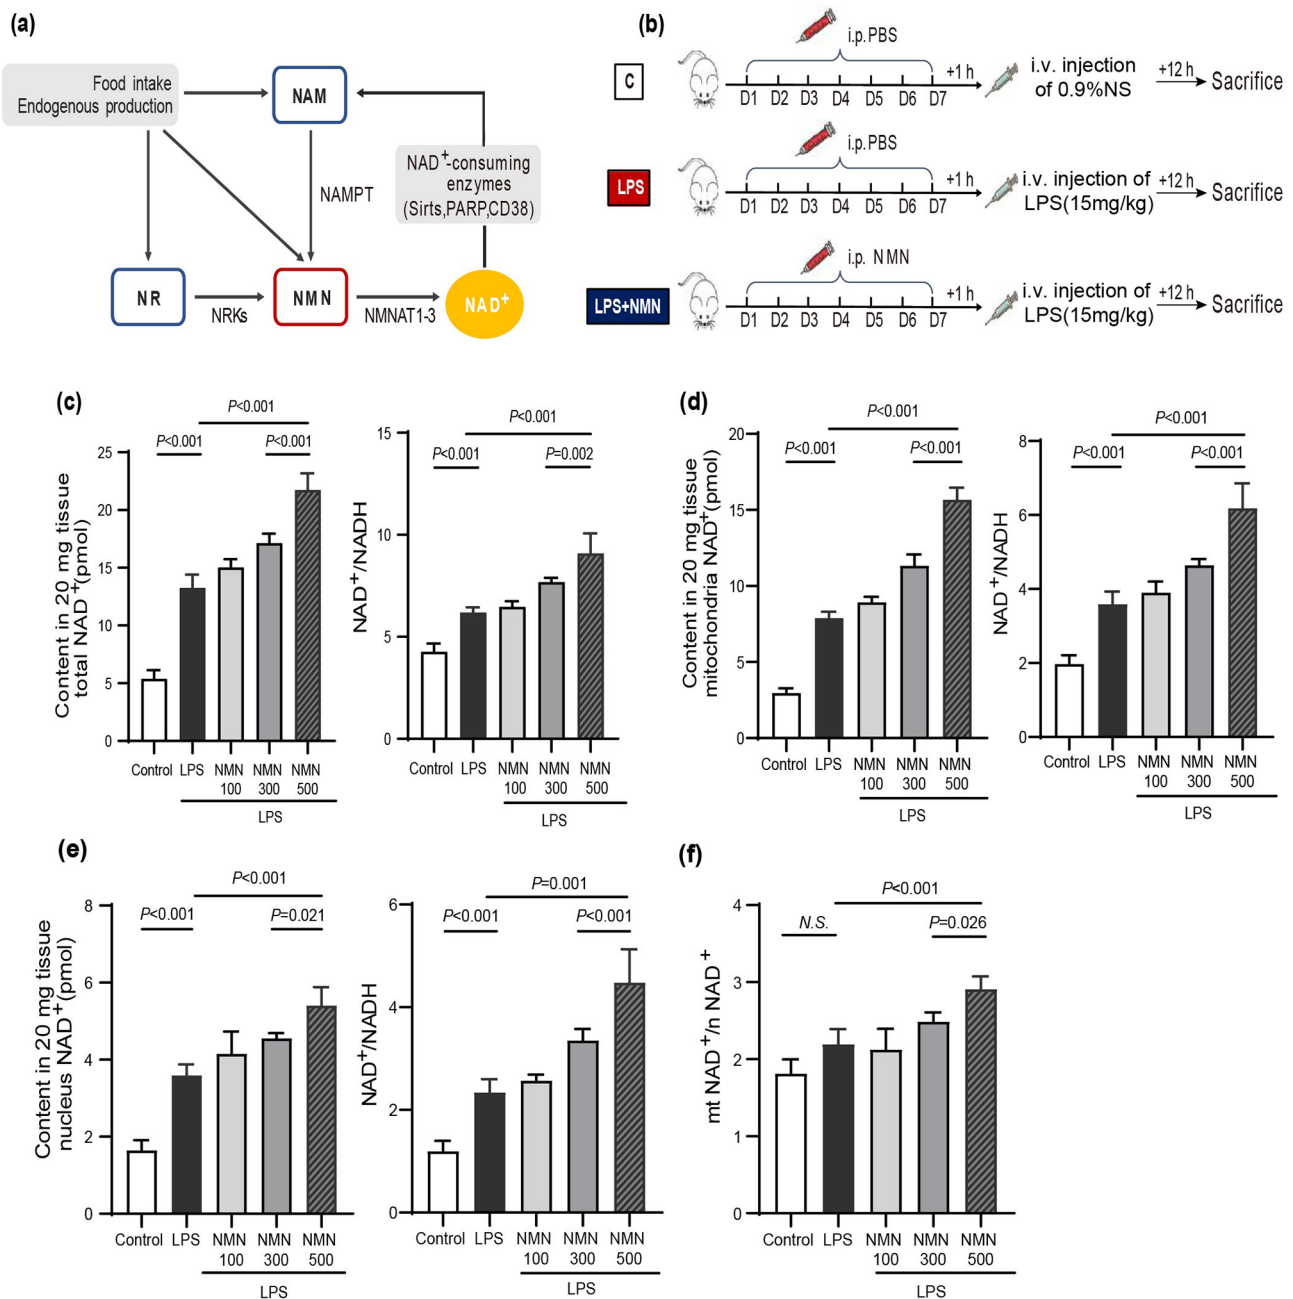 (a)
Food intake
Endogenous production
NAM
NAMPT
NAD+-consuming
enzymes
(Sirts,PARP,CD38)
NR
NRKs
NMN
NMNAT1-3
NAD+
(b)
C
i.p.PBS
D1 D2 D3 D4 D5 D6 D7
+1 h
i.v. injection
of 0.9%NS
+12 h
Sacrifice
LPS
i.p.PBS
D1 D2 D3 D4 D5 D6 D7
+1 h
i.v. injection of
LPS(15mg/kg)
+12 h
Sacrifice
LPS+NMN
i.p. NMN
D1 D2 D3 D4 D5 D6 D7
+1 h
i.v. injection of
LPS(15mg/kg)
+12 h
Sacrifice
(c)
Content in 20 mg tissue
total NAD+(pmol)
P<0.001
P<0.001 P<0.001
25
20
15
10
5
0
Control LPS NMN NMN NMN
100 300 500
LPS
NAD+/NADH
P<0.001
P<0.001 P=0.002
15
10
5
0
Control LPS NMN NMN NMN
100 300 500
LPS
(d)
Content in 20 mg tissue
mitochondria NAD+(pmol)
P<0.001
P<0.001 P<0.001
20
15
10
5
0
Control LPS NMN NMN NMN
100 300 500
LPS
NAD+/NADH
P<0.001
P<0.001 P<0.001
8
6
4
2
0
Control LPS NMN NMN NMN
100 300 500
LPS
(e)
Content in 20 mg tissue
nucleus NAD+(pmol)
P<0.001
P<0.001 P=0.021
8
6
4
2
0
Control LPS NMN NMN NMN
100 300 500
LPS
NAD+/NADH
P=0.001
P<0.001 P<0.001
6
4
2
0
Control LPS NMN NMN NMN
100 300 500
LPS
(f)
mt NAD+/n NAD+
P<0.001
N.S. P=0.026
4
3
2
1
0
Control LPS NMN NMN NMN
100 300 500
LPS